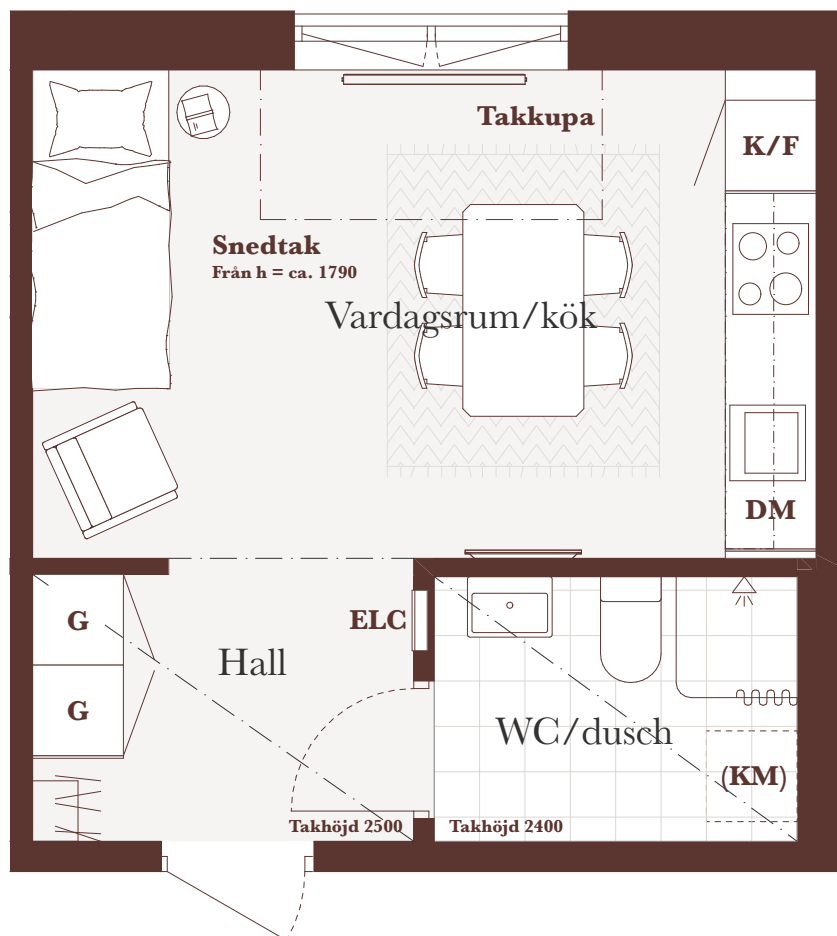 Takkupa
K/F
Snedtak
Från h = ca. 1790
Vardagsrum/kök
DM
G
ELC
Hall
G
WC/dusch
(KM)
Takhöjd 2500
Takhöjd 2400